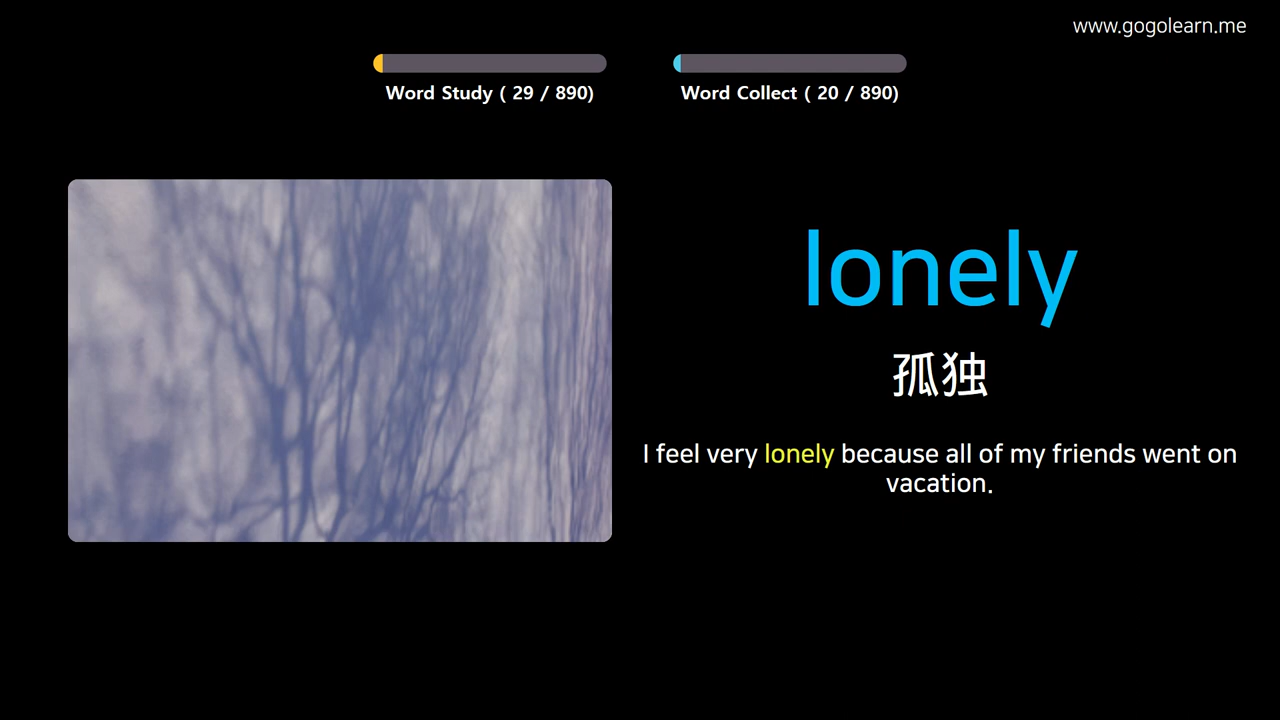 www.gogolearn.me
Word Study ( 29 / 890)
Word Collect ( 20 / 890)
lonely
孤独
I feel very lonely because all of my friends went on
vacation.